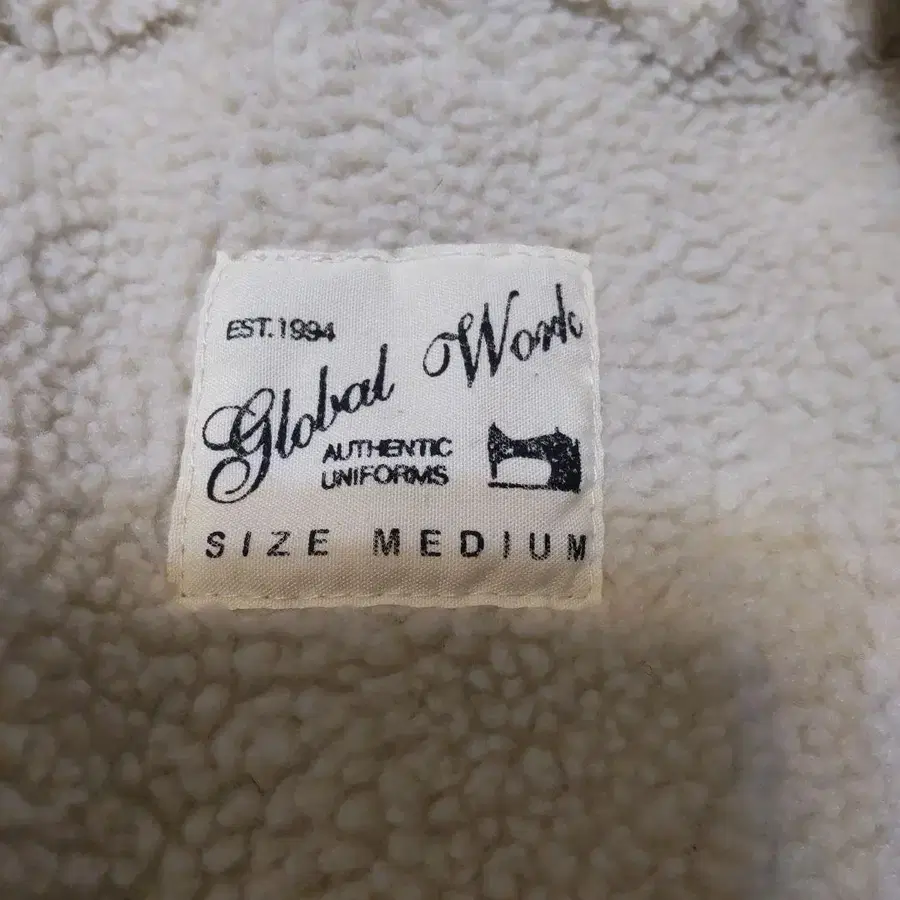 EST.1994
Global Work
AUTHENTIC
UNIFORMS
SIZE MEDIUM